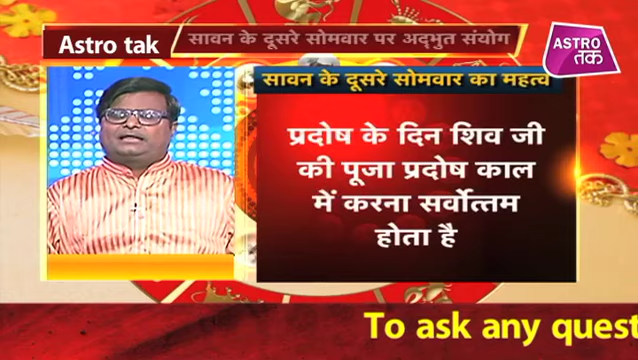 Astro tak
सावन के दूसरे सोमवार पर अद्भुत संयोग
ASTRO
तक
सावन के दूसरे सोमवार का महत्व
प्रदोष के दिन शिव जी
की पूजा प्रदोष काल
में करना सर्वोत्तम
होता है
To ask any quest